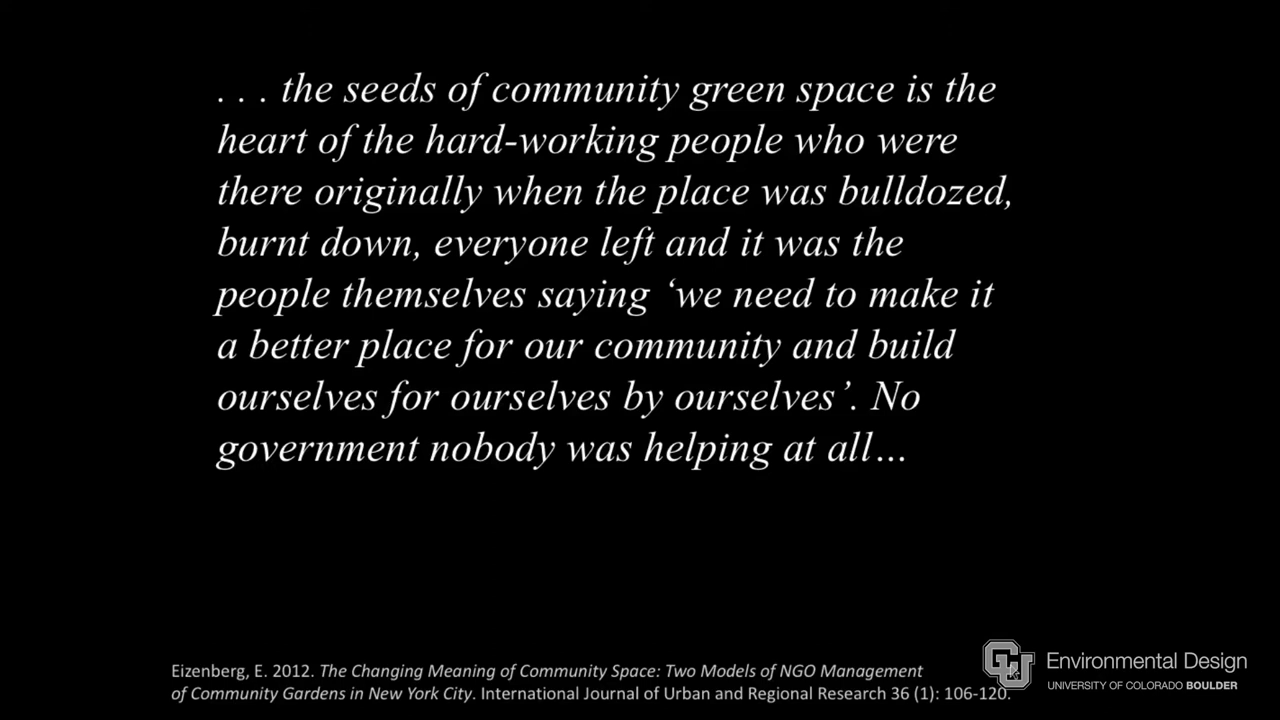 . . . the seeds of community green space is the
heart of the hard-working people who were
there originally when the place was bulldozed,
burnt down, everyone left and it was the
people themselves saying ‘we need to make it
a better place for our community and build
ourselves for ourselves by ourselves’. No
government nobody was helping at all…
Eizenberg, E. 2012. The Changing Meaning of Community Space: Two Models of NGO Management
of Community Gardens in New York City. International Journal of Urban and Regional Research 36 (1): 106-120.
CU
Environmental Design
UNIVERSITY OF COLORADO BOULDER